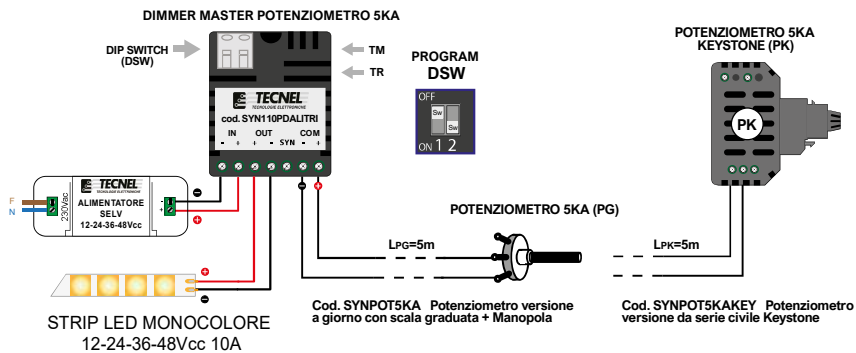 DIMMER MASTER POTENZIOMETRO 5KA
DIP SWITCH
(DSW)
TM
TR
PROGRAM
DSW
OFF
Sw
Sw
ON 1 2
TECNEL
TECNOLOGIE ELETTRONICHE
cod. SYN110PDALITRI
IN OUT COM
- + + - SYN - +
POTENZIOMETRO 5KA
KEYSTONE (PK)
PK
F
N
230Vac
TECNEL
TECNOLOGIE ELETTRONICHE
ALIMENTATORE
SELV
12-24-36-48Vcc
-
+
POTENZIOMETRO 5KA (PG)
LPG=5m
LPK=5m
Cod. SYNPOT5KA Potenziometro versione
a giorno con scala graduata + Manopola
Cod. SYNPOT5KAKEY Potenziometro
versione da serie civile Keystone
STRIP LED MONOCOLORE
12-24-36-48Vcc 10A